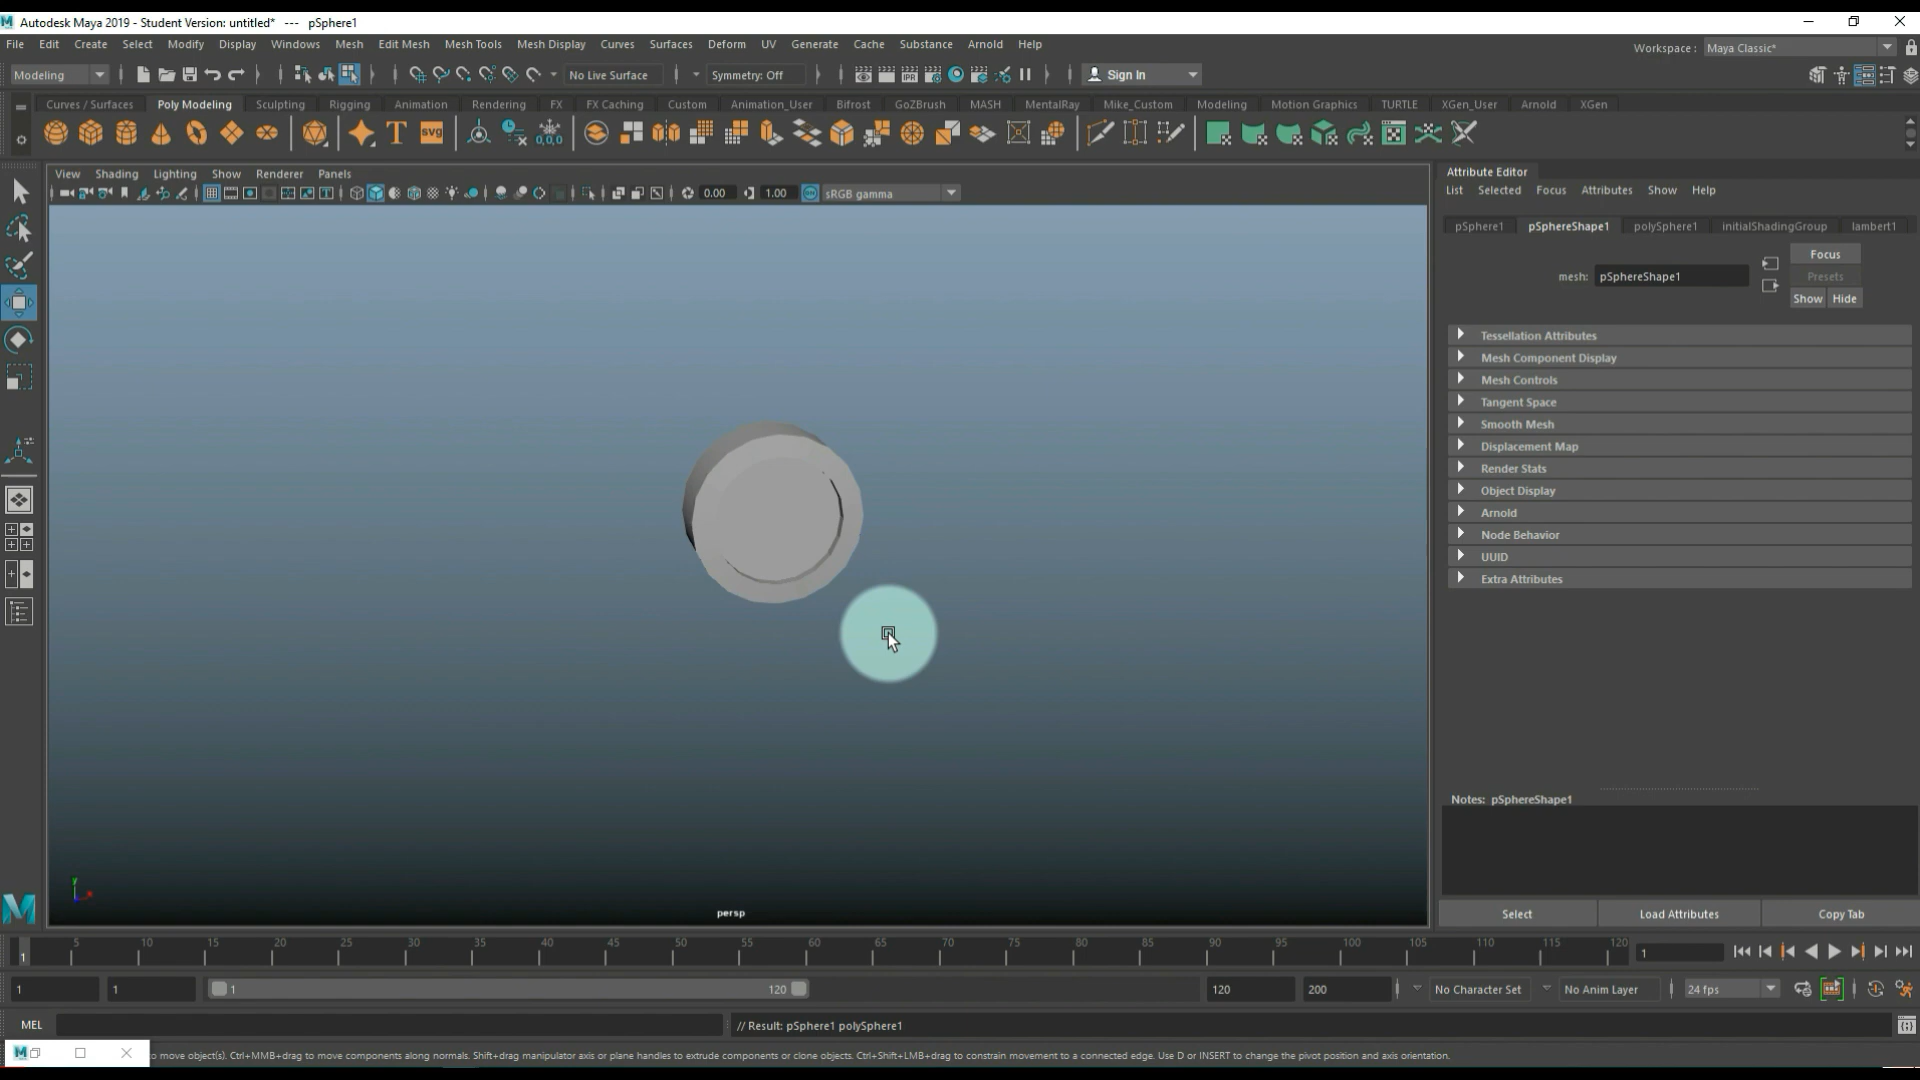 Autodesk Maya 2019 - Student Version: untitled* --- pSphere1
File Edit Create Select Modify Display Windows Mesh Edit Mesh Mesh Tools Mesh Display Curves Surfaces Deform UV Generate Cache Substance Arnold Help
Workspace : Maya Classic*
Modeling No Live Surface Symmetry: Off Sign In
Curves / Surfaces Poly Modeling Sculpting Rigging Animation Rendering FX FX Caching Custom Animation_User Bifrost GoZBrush MASH MentalRay Mike_Custom Modeling Motion Graphics TURTLE XGen_User Arnold XGen
View Shading Lighting Show Renderer Panels
0.00 1.00 sRGB gamma
Attribute Editor
List Selected Focus Attributes Show Help
pSphere1 pSphereShape1 polySphere1 initialShadingGroup lambert1
mesh: pSphereShape1
Focus
Presets
Show Hide
Tessellation Attributes
Mesh Component Display
Mesh Controls
Tangent Space
Smooth Mesh
Displacement Map
Render Stats
Object Display
Arnold
Node Behavior
UUID
Extra Attributes
Notes: pSphereShape1
Select Load Attributes Copy Tab
y
persp
1 5 10 15 20 25 30 35 40 45 50 55 60 65 70 75 80 85 90 95 100 105 110 115 120 1
1 1 1 120 120 200 No Character Set No Anim Layer 24 fps
MEL // Result: pSphere1 polySphere1
o move object(s). Ctrl+MMB+drag to move components along normals. Shift+drag manipulator axis or plane handles to extrude components or clone objects. Ctrl+Shift+LMB+drag to constrain movement to a connected edge. Use D or INSERT to change the pivot position and axis orientation.